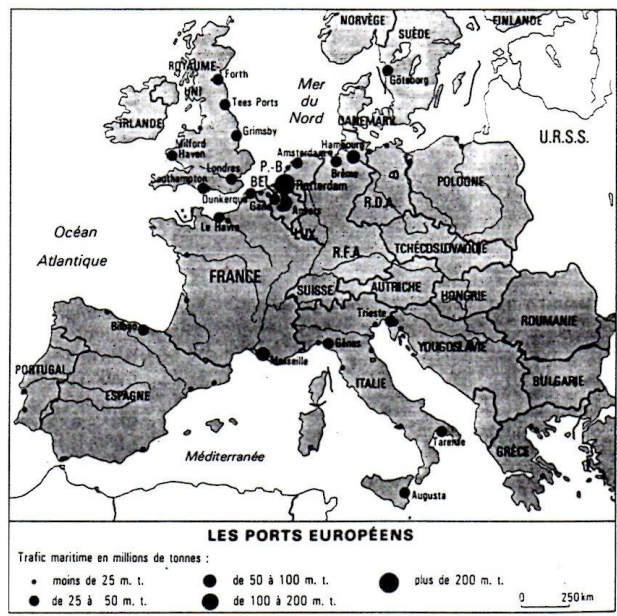 NORVÈGE
SUÈDE
FINLANDE
ROYAUME-
UNI
Forth
Mer
du
Nord
Göteborg
Tees Ports
IRLANDE
DANEMARK
Grimsby
U.R.S.S.
Milford
Haven
Amsterdam
Hambourg
Londres
P.-B.
Brême
Southampton
BEL
Rotterdam
POLOGNE
Dunkerque
Gand
Anvers
R.D.A.
Le Havre
LUX
Océan
Atlantique
R.F.A.
TCHÉCOSLOVAQUIE
FRANCE
SUISSE
AUTRICHE
HONGRIE
Trieste
ROUMANIE
Bilbao
Gênes
YOUGOSLAVIE
Marseille
PORTUGAL
ESPAGNE
ITALIE
BULGARIE
Tarente
GRÈCE
Méditerranée
Augusta
LES PORTS EUROPÉENS
Trafic maritime en millions de tonnes :
moins de 25 m. t.
de 50 à 100 m. t.
plus de 200 m. t.
de 25 à 50 m. t.
de 100 à 200 m. t.
0 250 km